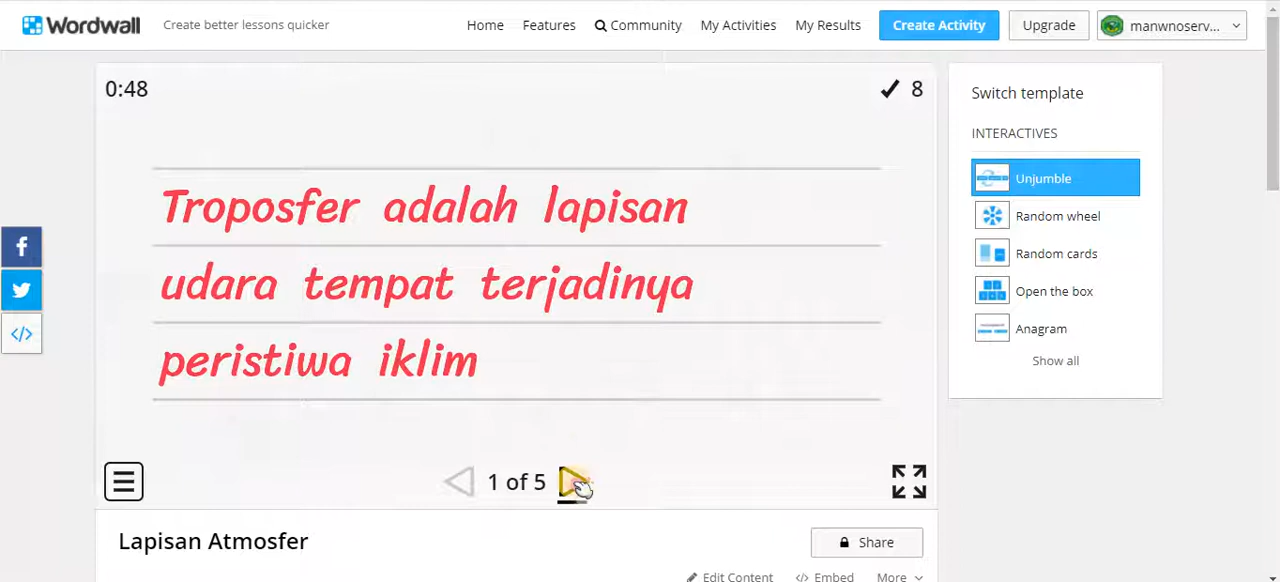 Wordwall
Create better lessons quicker
Home
Features
Community
My Activities
My Results
Create Activity
Upgrade
manwnoserv...
0:48
8
Troposfer adalah lapisan
udara tempat terjadinya
peristiwa iklim
1 of 5
Switch template
INTERACTIVES
Unjumble
Random wheel
Random cards
Open the box
Anagram
Show all
Lapisan Atmosfer
Share
Edit Content
Embed
More